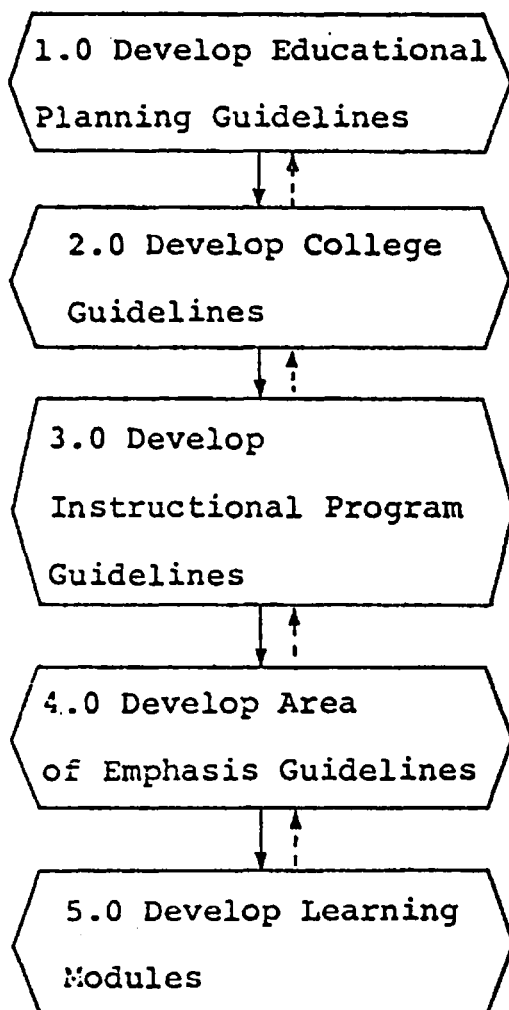 1.0 Develop Educational
Planning Guidelines
2.0 Develop College
Guidelines
3.0 Develop
Instructional Program
Guidelines
4.0 Develop Area
of Emphasis Guidelines
5.0 Develop Learning
Modules